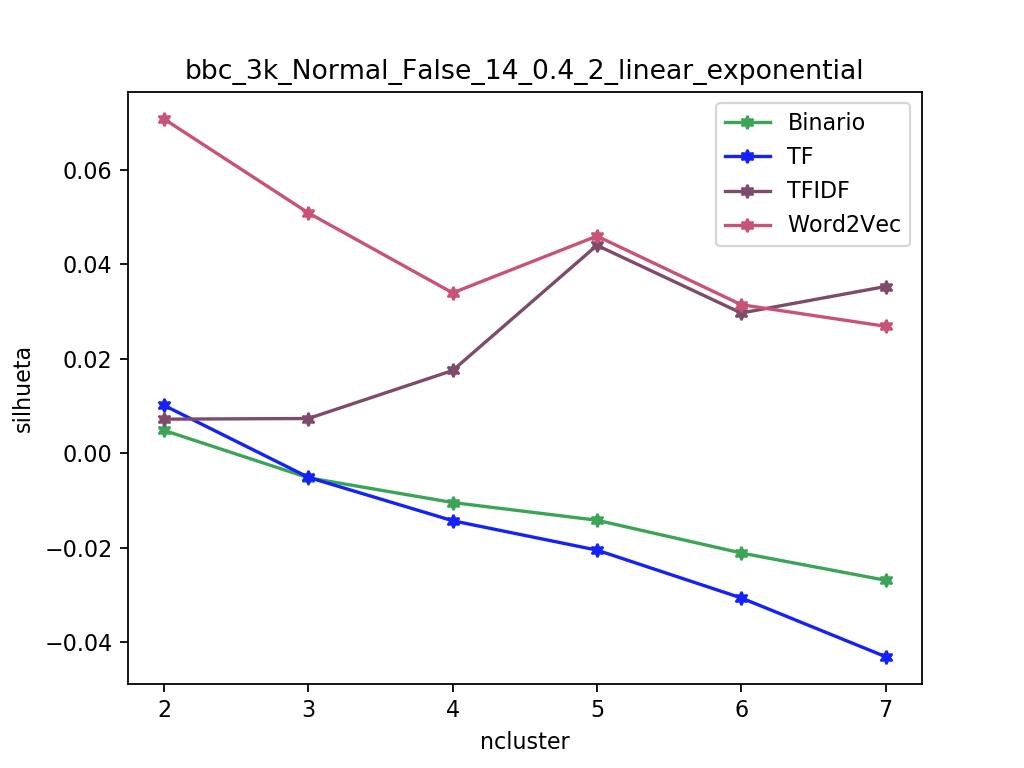 bbc_3k_Normal_False_14_0.4_2_linear_exponential
Binario
TF
TFIDF
Word2Vec
silhueta
0.06
0.04
0.02
0.00
−0.02
−0.04
2 3 4 5 6 7
ncluster